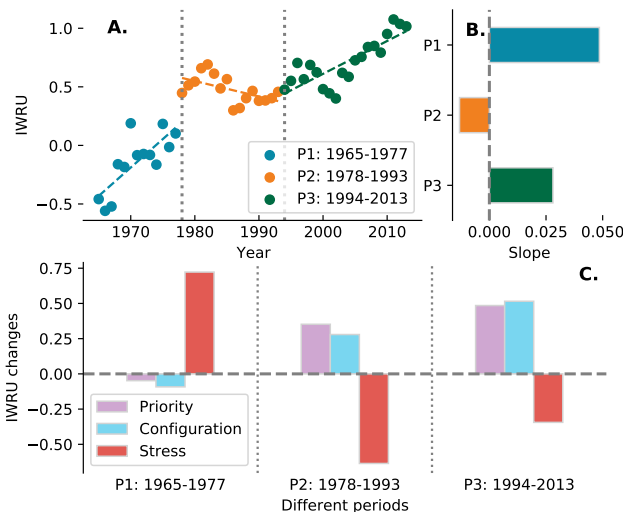 A.
IWRU
1.0
0.5
0.0
−0.5
P1: 1965-1977
P2: 1978-1993
P3: 1994-2013
1970
1980
1990
2000
2010
Year
B.
P1
P2
P3
0.000
0.025
0.050
Slope
C.
IWRU changes
0.75
0.50
0.25
0.00
−0.25
−0.50
Priority
Configuration
Stress
P1: 1965-1977
P2: 1978-1993
P3: 1994-2013
Different periods